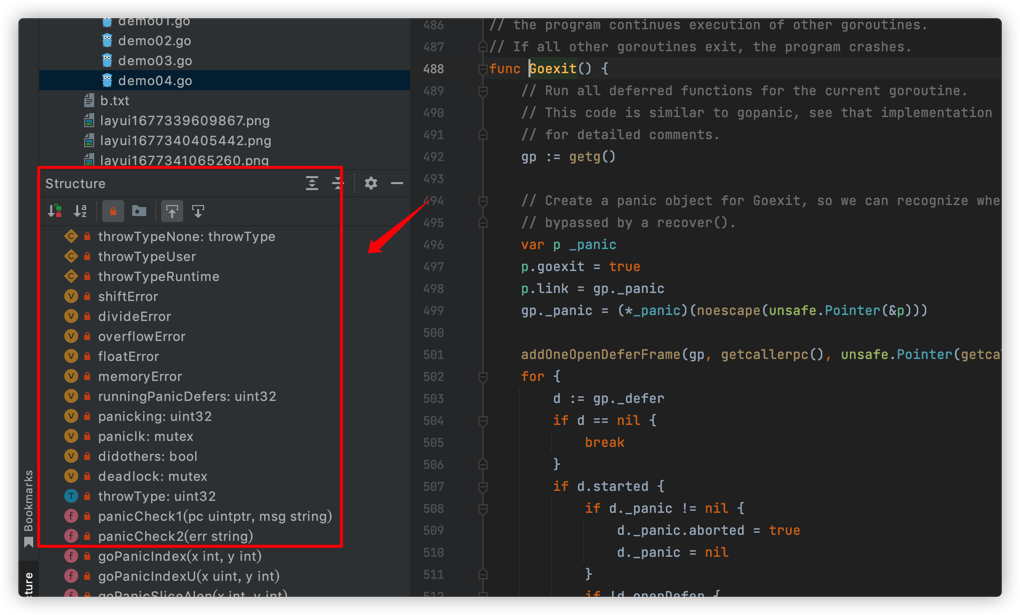 demo01.go
demo02.go
demo03.go
demo04.go
b.txt
layui1677339609867.png
layui1677340405442.png
layui1677341065260.png
Structure
throwTypeNone: throwType
throwTypeUser
throwTypeRuntime
shiftError
divideError
overflowError
floatError
memoryError
runningPanicDefers: uint32
panicking: uint32
paniclk: mutex
didothers: bool
deadlock: mutex
throwType: uint32
panicCheck1(pc uintptr, msg string)
panicCheck2(err string)
goPanicIndex(x int, y int)
goPanicIndexU(x uint, y int)
goPanicSliceAlen(x int, y int)
Bookmarks
486 // the program continues execution of other goroutines.
487 // If all other goroutines exit, the program crashes.
488 func Goexit() {
489 // Run all deferred functions for the current goroutine.
490 // This code is similar to gopanic, see that implementation
491 // for detailed comments.
492 gp := getg()
493
494 // Create a panic object for Goexit, so we can recognize whe
495 // bypassed by a recover().
496 var p _panic
497 p.goexit = true
498 p.link = gp._panic
499 gp._panic = (*_panic)(noescape(unsafe.Pointer(&p)))
500
501 addOneOpenDeferFrame(gp, getcallerpc(), unsafe.Pointer(getca
502 for {
503 d := gp._defer
504 if d == nil {
505 break
506 }
507 if d.started {
508 if d._panic != nil {
509 d._panic.aborted = true
510 d._panic = nil
511 }
512 if !d.openDefer {